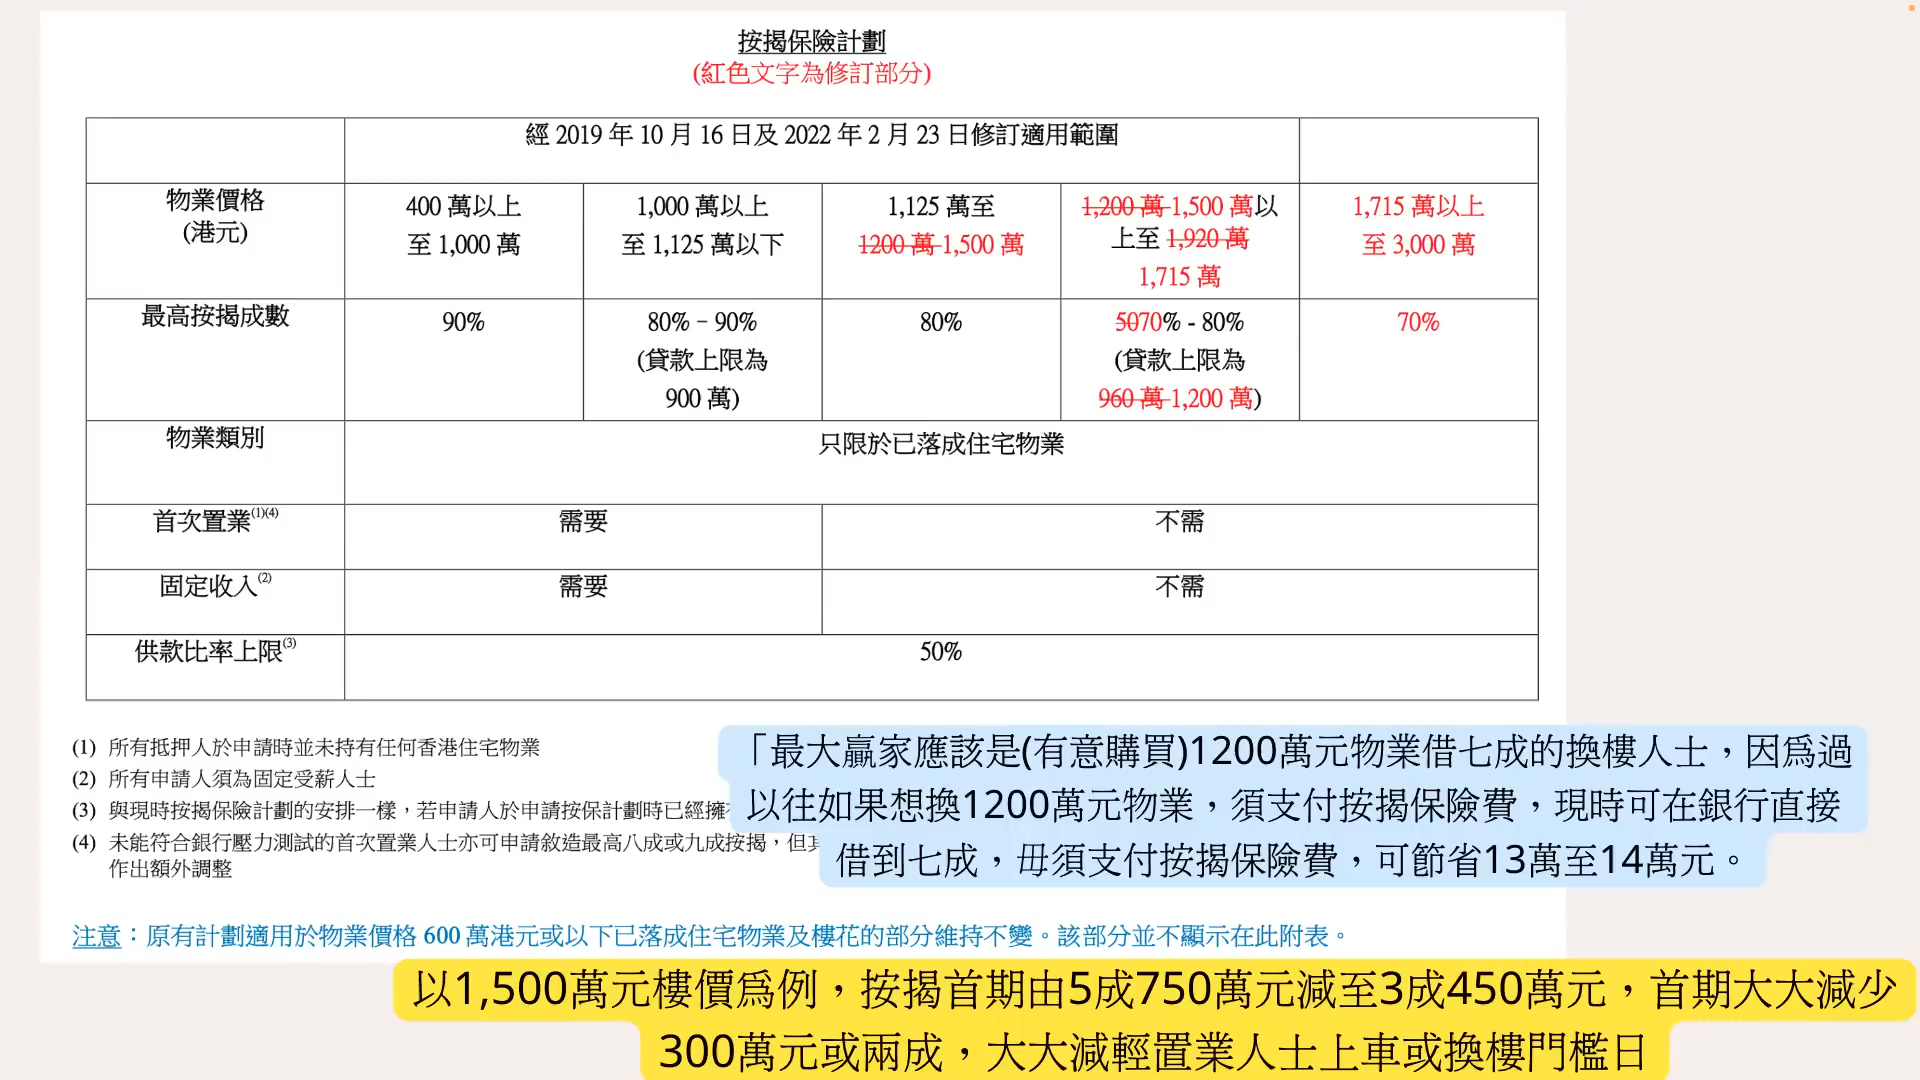 按揭保險計劃
(紅色文字為修訂部分)
經 2019 年 10 月 16 日及 2022 年 2 月 23 日修訂適用範圍
物業價格
(港元)
400 萬以上
至 1,000 萬
1,000 萬以上
至 1,125 萬以下
1,125 萬至
1200 萬 1,500 萬
1,200 萬 1,500 萬以
上至 1,920 萬
1,715 萬
1,715 萬以上
至 3,000 萬
最高按揭成數
90%
80% – 90%
(貸款上限為
900 萬)
80%
5070% - 80%
(貸款上限為
960 萬 1,200 萬)
70%
物業類別
只限於已落成住宅物業
首次置業(1)(4)
需要
不需
固定收入(2)
需要
不需
供款比率上限(3)
50%
(1) 所有抵押人於申請時並未持有任何香港住宅物業
(2) 所有申請人須為固定受薪人士
(3) 與現時按揭保險計劃的安排一樣，若申請人於申請按保計劃時已經擁
(4) 未能符合銀行壓力測試的首次置業人士亦可申請敘造最高八成或九成按揭，但
作出額外調整
「最大贏家應該是(有意購買)1200萬元物業借七成的換樓人士，因爲過
以往如果想換1200萬元物業，須支付按揭保險費，現時可在銀行直接
借到七成，毋須支付按揭保險費，可節省13萬至14萬元。
注意：原有計劃適用於物業價格 600 萬港元或以下已落成住宅物業及樓花的部分維持不變。該部分並不顯示在此附表。
以1,500萬元樓價爲例，按揭首期由5成750萬元減至3成450萬元，首期大大減少
300萬元或兩成，大大減輕置業人士上車或換樓門檻日